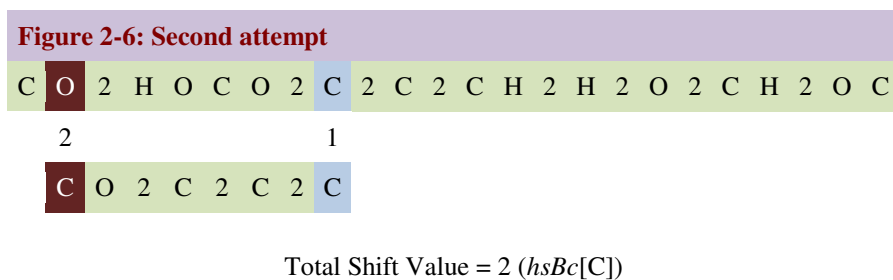 Figure 2-6: Second attempt
C O 2 H O C O 2 C 2 C 2 C H 2 H 2 O 2 C H 2 O C
2 1
C O 2 C 2 C 2 C
Total Shift Value = 2 (hsBc[C])